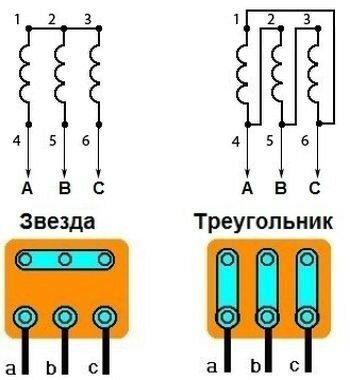 1 2 3 1 2 3
4 5 6 4 5 6
A B C A B C
Звезда Треугольник
a b c a b c